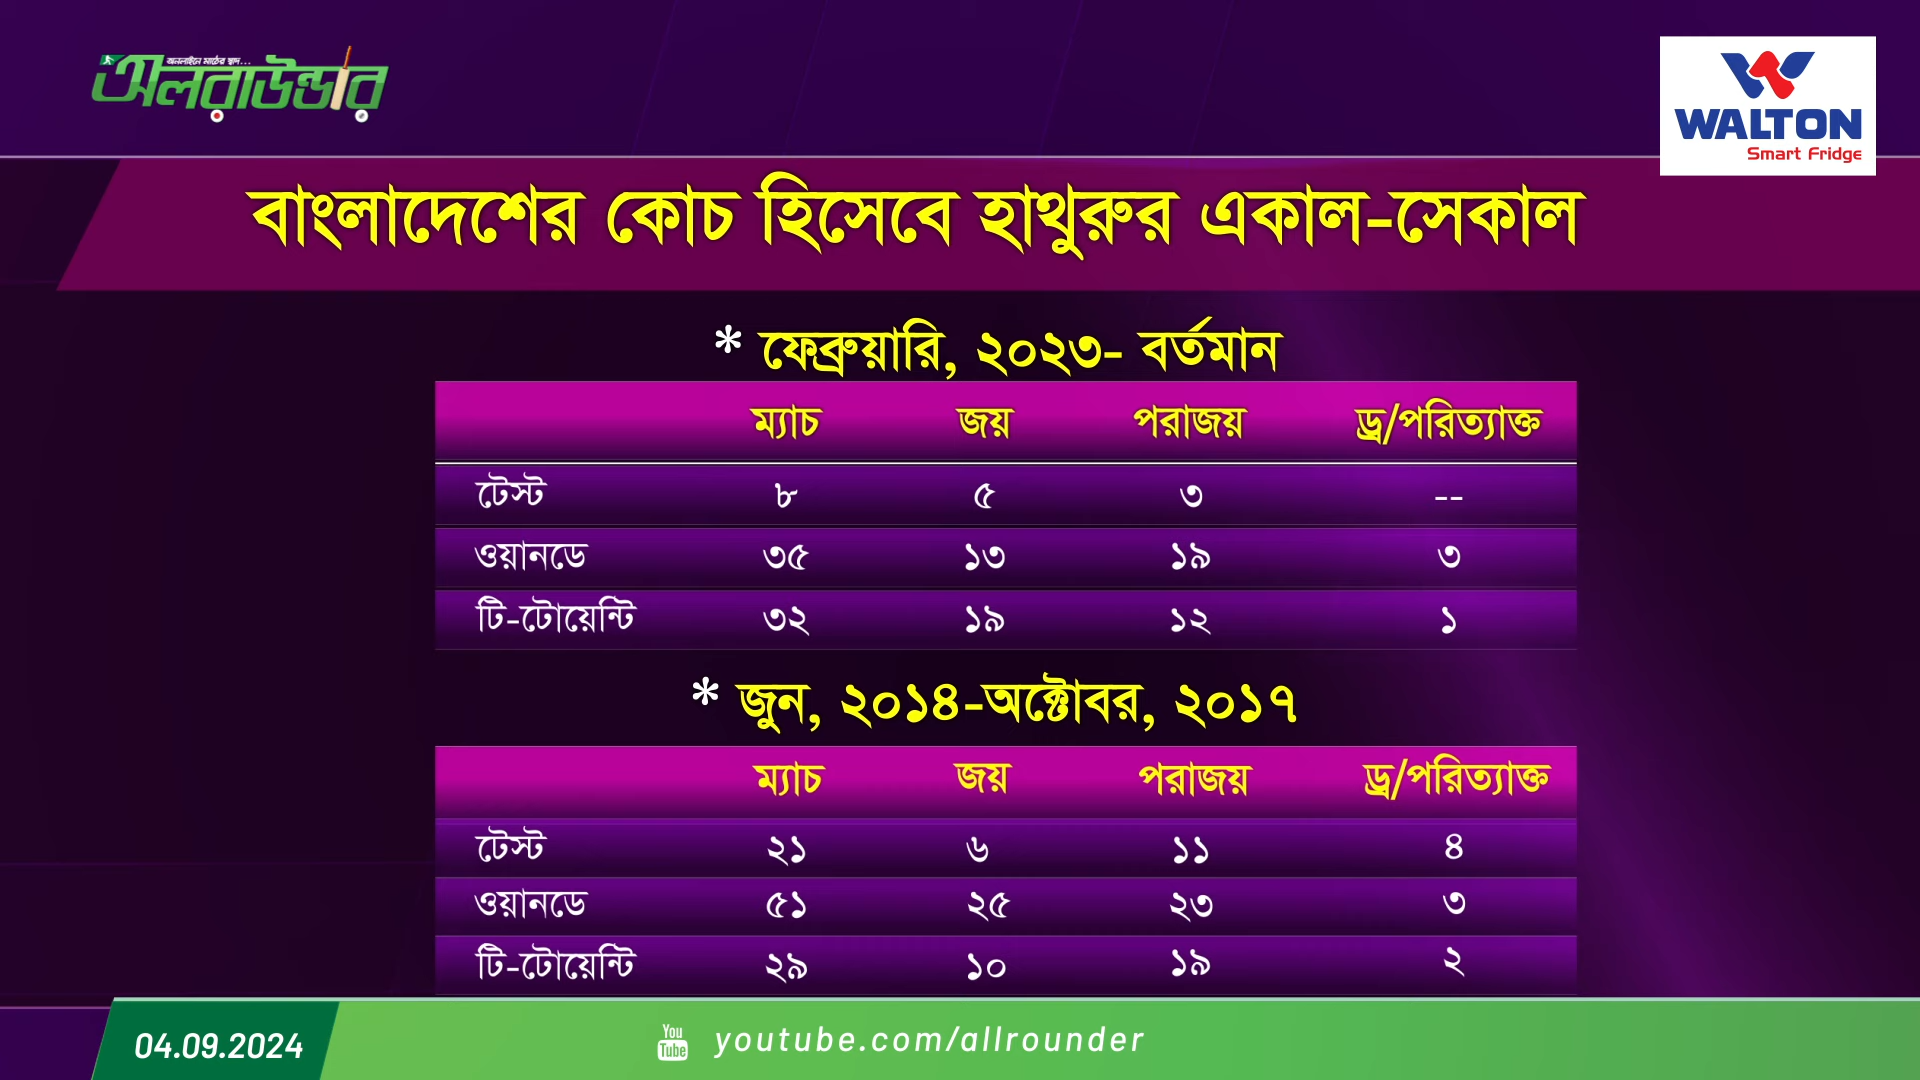 অনলাইনে মাঠের স্বাদ...
অলরাউন্ডার
WALTON
Smart Fridge
বাংলাদেশের কোচ হিসেবে হাথুরুর একাল-সেকাল
* ফেব্রুয়ারি, ২০২৩- বর্তমান
ম্যাচ জয় পরাজয় ড্র/পরিত্যাক্ত
টেস্ট ৮ ৫ ৩ --
ওয়ানডে ৩৫ ১৩ ১৯ ৩
টি-টোয়েন্টি ৩২ ১৯ ১২ ১
* জুন, ২০১৪-অক্টোবর, ২০১৭
ম্যাচ জয় পরাজয় ড্র/পরিত্যাক্ত
টেস্ট ২১ ৬ ১১ ৪
ওয়ানডে ৫১ ২৫ ২৩ ৩
টি-টোয়েন্টি ২৯ ১০ ১৯ ২
04.09.2024
You
Tube
youtube.com/allrounder